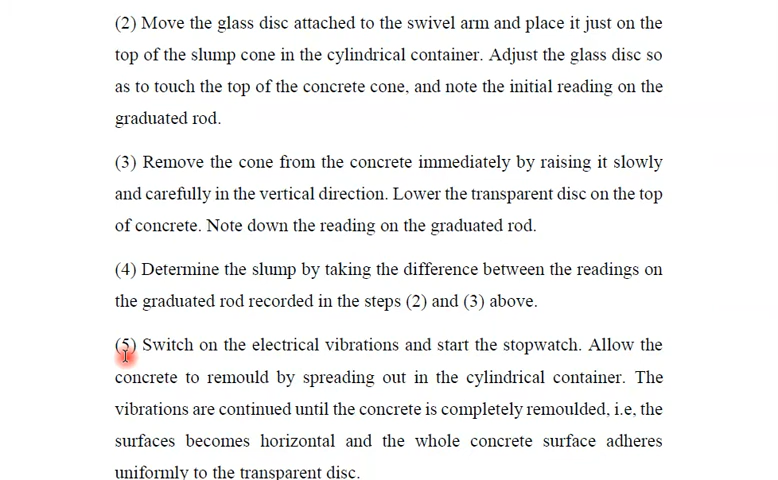 (2) Move the glass disc attached to the swivel arm and place it just on the
top of the slump cone in the cylindrical container. Adjust the glass disc so
as to touch the top of the concrete cone, and note the initial reading on the
graduated rod.
(3) Remove the cone from the concrete immediately by raising it slowly
and carefully in the vertical direction. Lower the transparent disc on the top
of concrete. Note down the reading on the graduated rod.
(4) Determine the slump by taking the difference between the readings on
the graduated rod recorded in the steps (2) and (3) above.
(5) Switch on the electrical vibrations and start the stopwatch. Allow the
concrete to remould by spreading out in the cylindrical container. The
vibrations are continued until the concrete is completely remoulded, i.e, the
surfaces becomes horizontal and the whole concrete surface adheres
uniformly to the transparent disc.